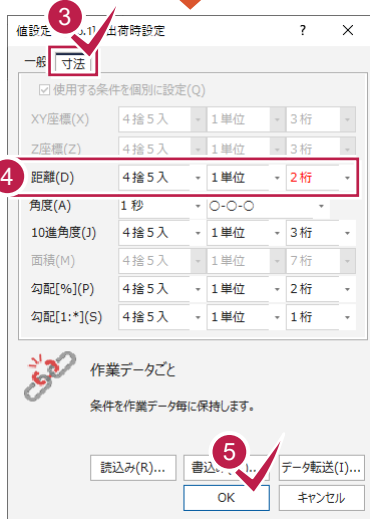 3
値設定 出荷時設定 ? ×
一般 寸法
使用する条件を個別に設定(Q)
XY座標(X) 4捨5入 1単位 3桁
Z座標(Z) 4捨5入 1単位 3桁
4 距離(D) 4捨5入 1単位 2桁
角度(A) 1秒 ○-○-○
10進角度(J) 4捨5入 1単位 3桁
面積(M) 4捨5入 1単位 7桁
勾配[%](P) 4捨5入 1単位 2桁
勾配[1:*](S) 4捨5入 1単位 1桁
作業データごと
条件を作業データ毎に保持します。
5
読込み(R)... データ転送(I)...
OK キャンセル